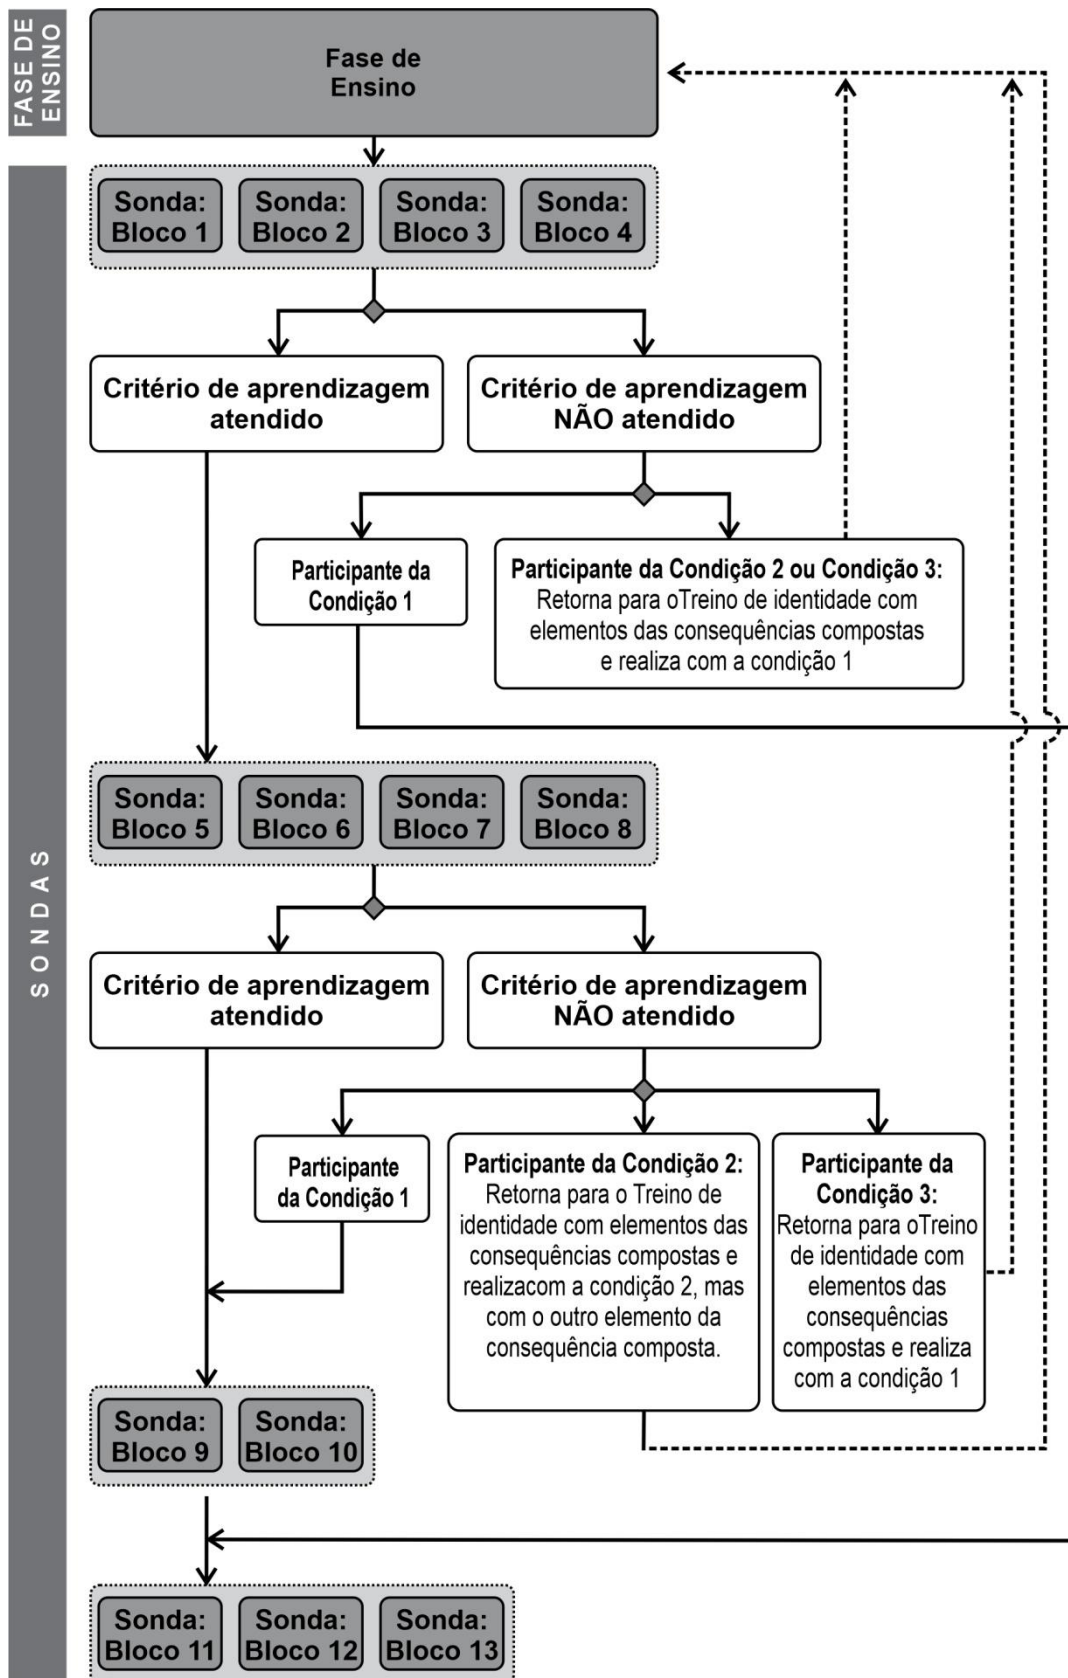 FASE DE
ENSINO
Fase de
Ensino
SONDAS
Sonda:
Bloco 1
Sonda:
Bloco 2
Sonda:
Bloco 3
Sonda:
Bloco 4
Critério de aprendizagem
atendido
Critério de aprendizagem
NÃO atendido
Participante da
Condição 1
Participante da Condição 2 ou Condição 3:
Retorna para oTreino de identidade com
elementos das consequências compostas
e realiza com a condição 1
Sonda:
Bloco 5
Sonda:
Bloco 6
Sonda:
Bloco 7
Sonda:
Bloco 8
Critério de aprendizagem
atendido
Critério de aprendizagem
NÃO atendido
Participante
da Condição 1
Participante da Condição 2:
Retorna para o Treino de
identidade com elementos das
consequências compostas e
realizacom a condição 2, mas
com o outro elemento da
consequência composta.
Participante da
Condição 3:
Retorna para oTreino
de identidade com
elementos das
consequências
compostas e realiza
com a condição 1
Sonda:
Bloco 9
Sonda:
Bloco 10
Sonda:
Bloco 11
Sonda:
Bloco 12
Sonda:
Bloco 13